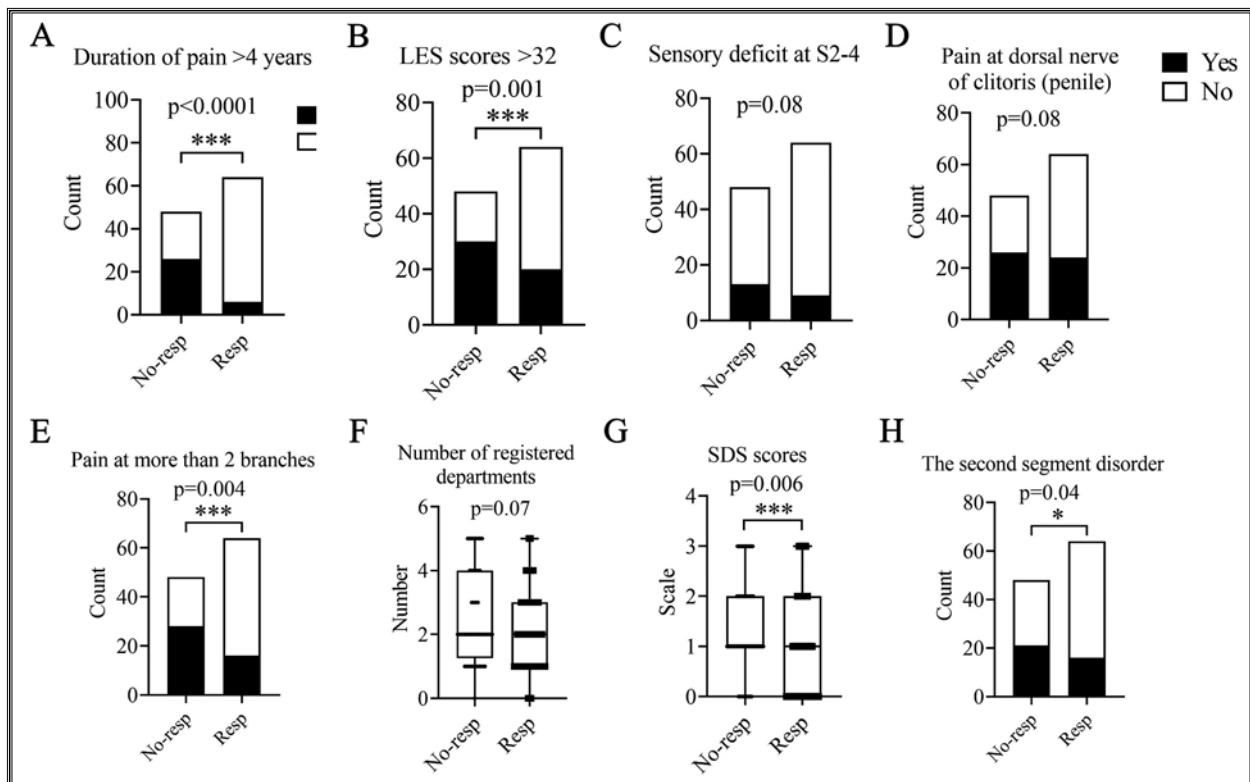 A
Duration of pain >4 years
p<0.0001
***
100
80
60
40
20
0
Count
No-resp
Resp
B
LES scores >32
p=0.001
***
80
60
40
20
0
Count
No-resp
Resp
C
Sensory deficit at S2-4
p=0.08
80
60
40
20
0
Count
No-resp
Resp
D
Pain at dorsal nerve
of clitoris (penile)
p=0.08
80
60
40
20
0
Count
No-resp
Resp
Yes
No
E
Pain at more than 2 branches
p=0.004
***
80
60
40
20
0
Count
No-resp
Resp
F
Number of registered
departments
p=0.07
6
4
2
0
Number
No-resp
Resp
G
SDS scores
p=0.006
***
4
3
2
1
0
Scale
No-resp
Resp
H
The second segment disorder
p=0.04
*
80
60
40
20
0
Count
No-resp
Resp